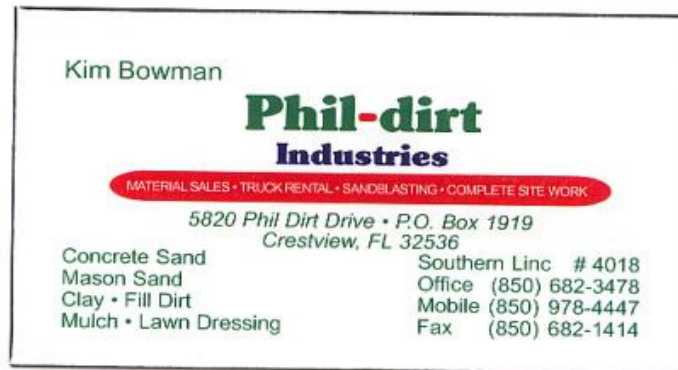 Kim Bowman
Phil-dirt
Industries
MATERIAL SALES • TRUCK RENTAL • SANDBLASTING • COMPLETE SITE WORK
5820 Phil Dirt Drive • P.O. Box 1919
Crestview, FL 32536
Concrete Sand
Mason Sand
Clay • Fill Dirt
Mulch • Lawn Dressing
Southern Linc # 4018
Office (850) 682-3478
Mobile (850) 978-4447
Fax (850) 682-1414